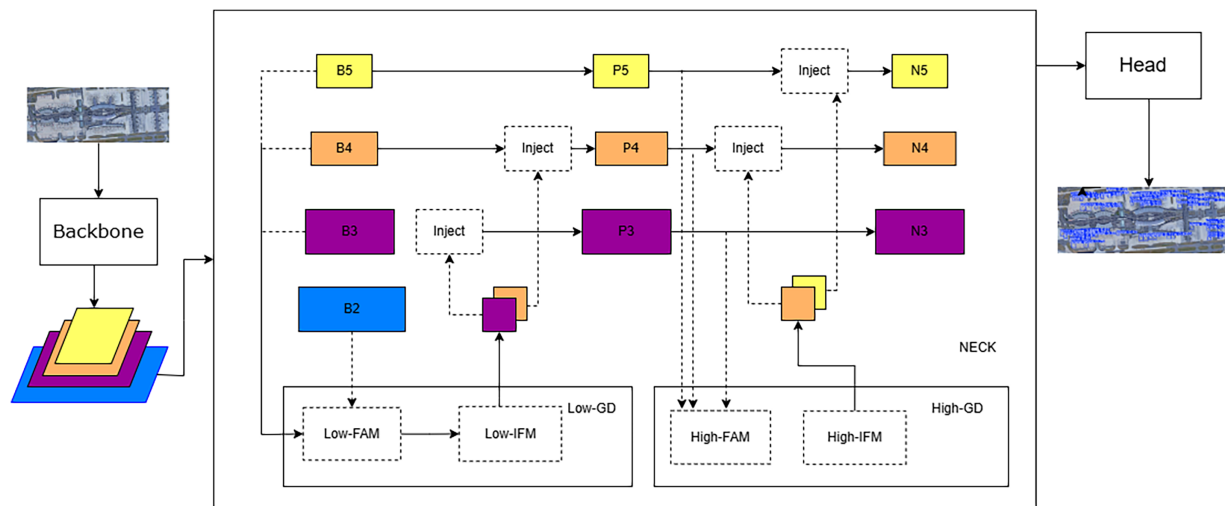 B5
P5
Inject
N5
Head
B4
Inject
P4
Inject
N4
Backbone
B3
Inject
P3
N3
B2
NECK
Low-GD
High-GD
Low-FAM
Low-IFM
High-FAM
High-IFM